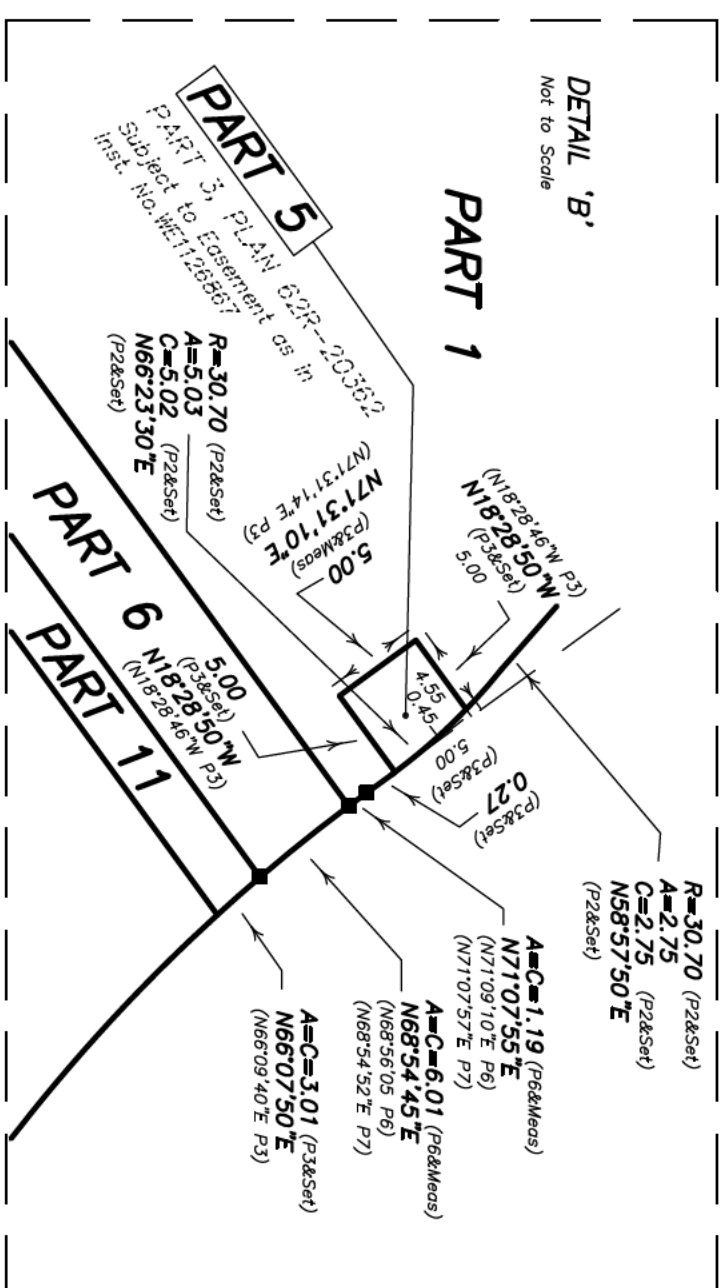 DETAIL 'B'
Not to Scale
PART 1
PART 5
PART 3, PLAN 62R-20362
Subject to Easement as in
Inst. No. WE1126867
R=30.70 (P2&Set)
A=5.03
C=5.02 (P2&Set)
N66°23'30"E
(P2&Set)
5.00
(P3&Meas)
N71°31'10"E
(N71°31'14"E P3)
(N18°28'46"W P3)
N18°28'50"W
(P3&Set)
5.00
4.55
0.45
5.00
(P3&Set)
0.27
(P3&Set)
5.00
(P3&Set)
N18°28'50"W
(N18°28'46"W P3)
PART 6
PART 11
R=30.70 (P2&Set)
A=2.75
C=2.75 (P2&Set)
N58°57'50"E
(P2&Set)
A=C=1.19 (P6&Meas)
N71°07'55"E
(N71°09'10"E P6)
(N71°07'57"E P7)
A=C=6.01 (P6&Meas)
N68°54'45"E
(N68°56'05 P6)
(N68°54'52"E P7)
A=C=3.01 (P3&Set)
N66°07'50"E
(N66°09'40"E P3)